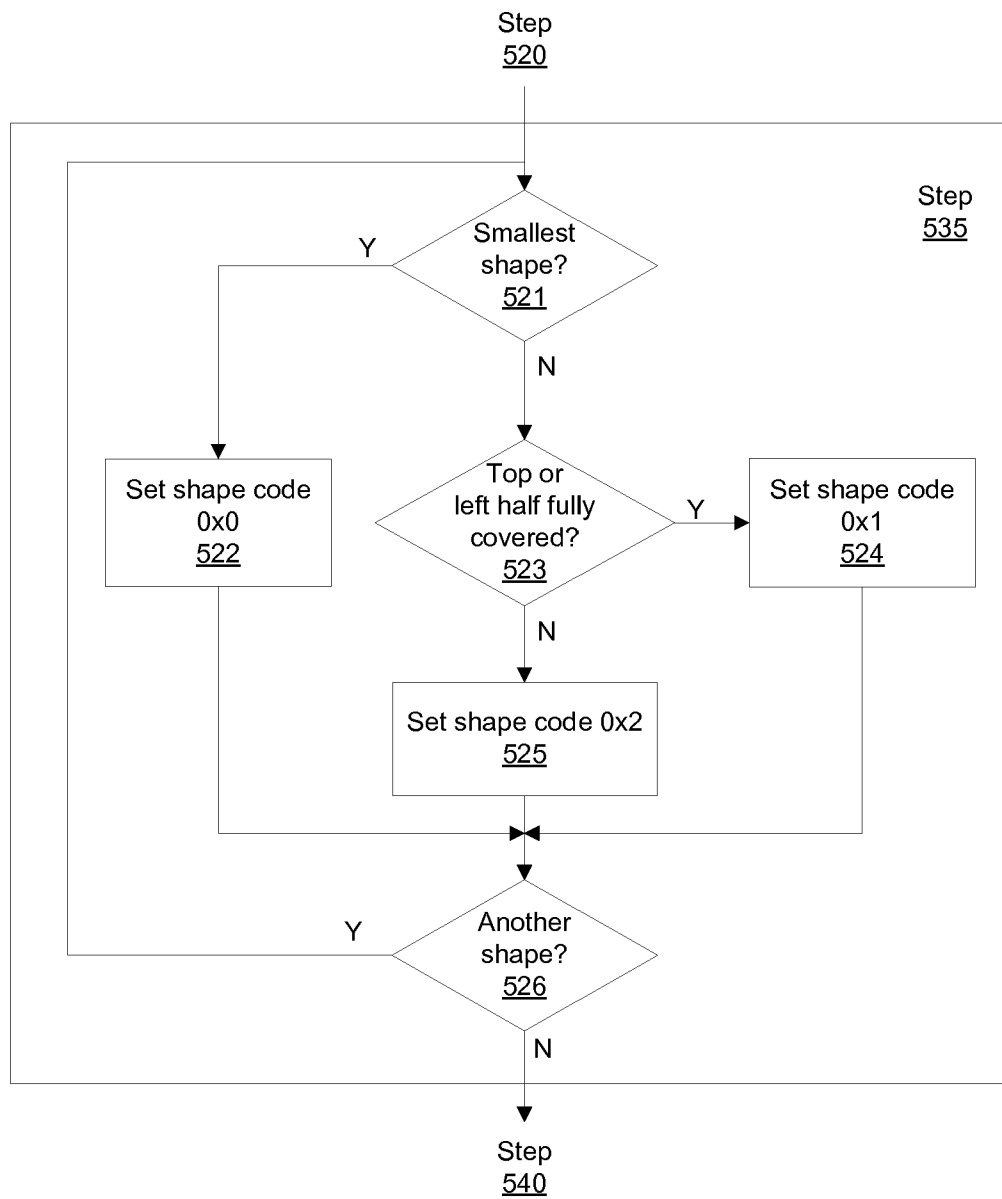 Step
520
Step
535
Smallest
shape?
521
Y
N
Set shape code
0x0
522
Top or
left half fully
covered?
523
Y
Set shape code
0x1
524
N
Set shape code 0x2
525
Another
shape?
526
Y
N
Step
540